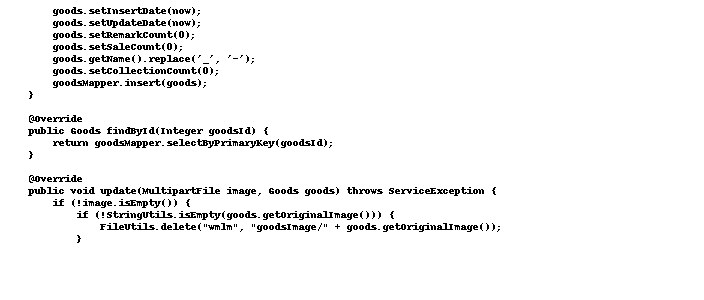 goods.setInsertDate(now);
goods.setUpdateDate(now);
goods.setRemarkCount(0);
goods.setSaleCount(0);
goods.getName().replace('_', '-');
goods.setCollectionCount(0);
goodsMapper.insert(goods);
}
@Override
public Goods findById(Integer goodsId) {
return goodsMapper.selectByPrimaryKey(goodsId);
}
@Override
public void update(MultipartFile image, Goods goods) throws ServiceException {
if (!image.isEmpty()) {
if (!StringUtils.isEmpty(goods.getOriginalImage())) {
FileUtils.delete("wmlm", "goodsImage/" + goods.getOriginalImage());
}